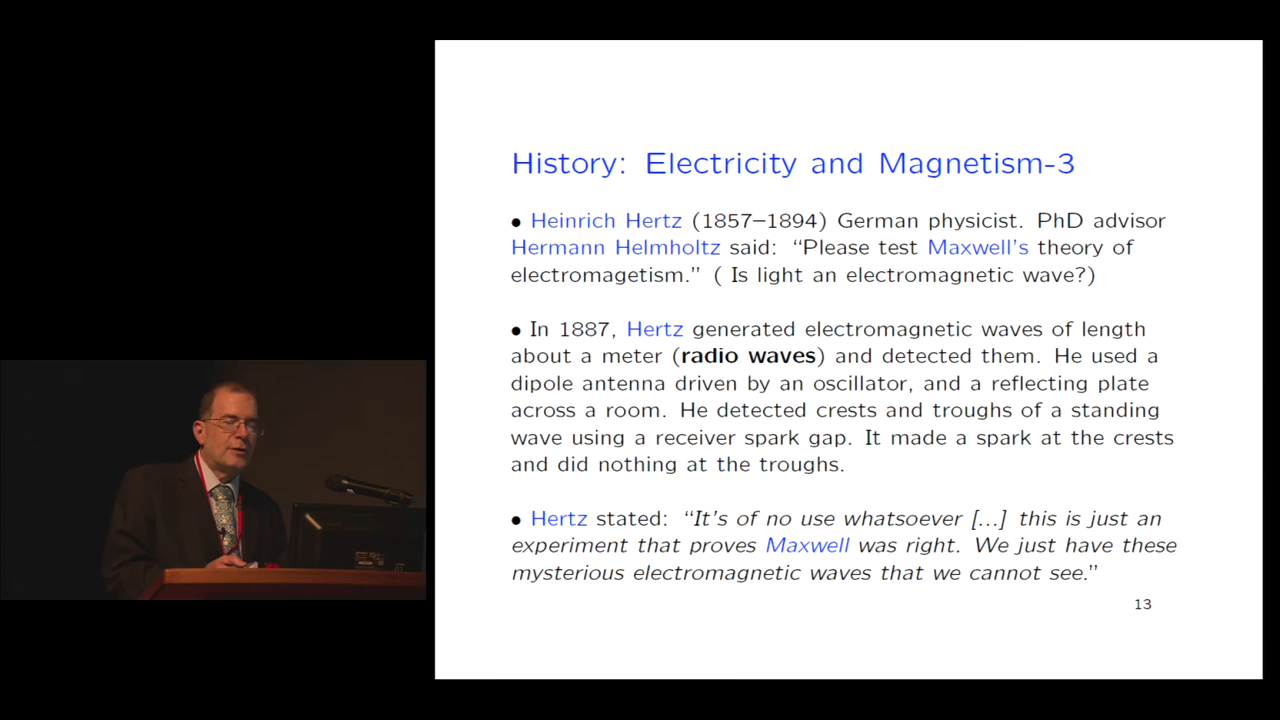 History: Electricity and Magnetism-3
• Heinrich Hertz (1857–1894) German physicist. PhD advisor
Hermann Helmholtz said: “Please test Maxwell's theory of
electromagetism.” ( Is light an electromagnetic wave?)
• In 1887, Hertz generated electromagnetic waves of length
about a meter (radio waves) and detected them. He used a
dipole antenna driven by an oscillator, and a reflecting plate
across a room. He detected crests and troughs of a standing
wave using a receiver spark gap. It made a spark at the crests
and did nothing at the troughs.
• Hertz stated: “It's of no use whatsoever [...] this is just an
experiment that proves Maxwell was right. We just have these
mysterious electromagnetic waves that we cannot see.”
13